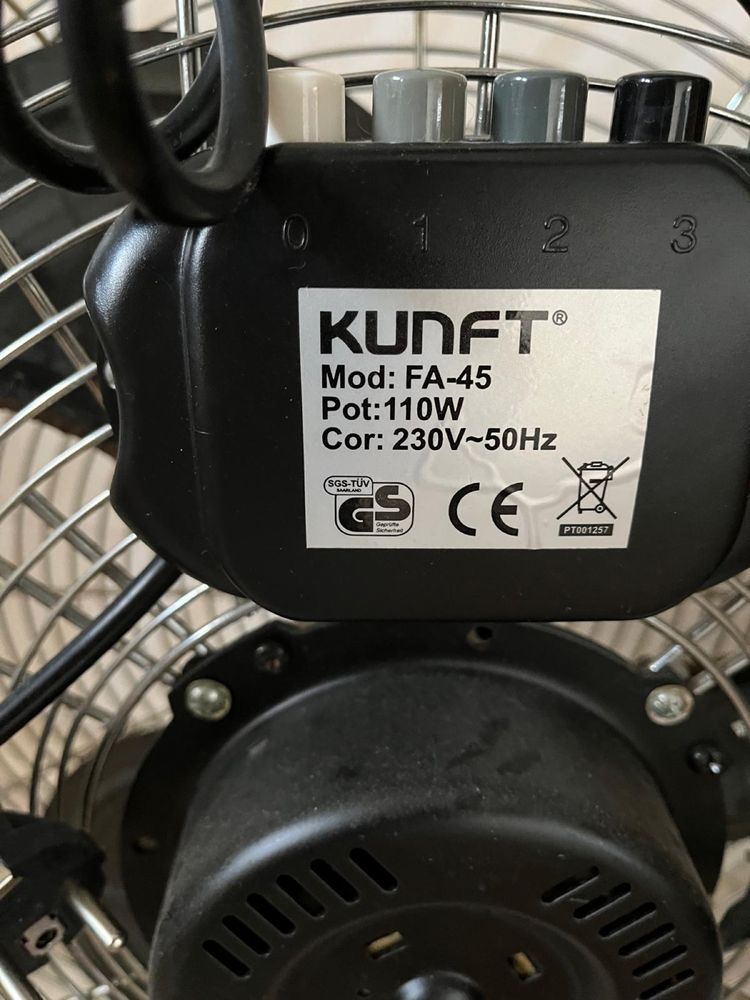 0 1 2 3
KUNFT®
Mod: FA-45
Pot:110W
Cor: 230V~50Hz
SGS-TÜV
SAARLAND
GS
Geprüfte
Sicherheit
CE
PT001257